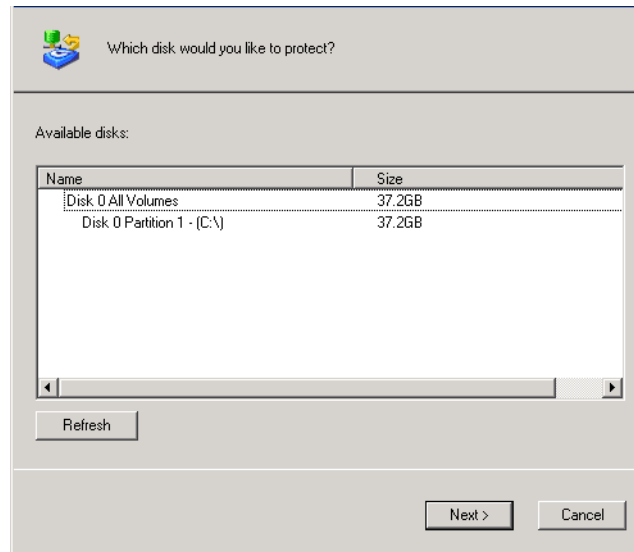 Which disk would you like to protect?
Available disks:
Name Size
Disk 0 All Volumes 37.2GB
Disk 0 Partition 1 - (C:\) 37.2GB
Refresh
Next > Cancel